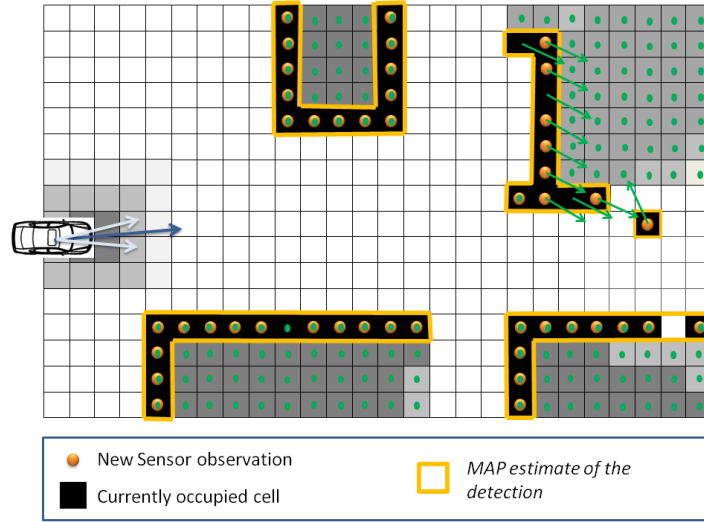 New Sensor observation
Currently occupied cell
MAP estimate of the
detection